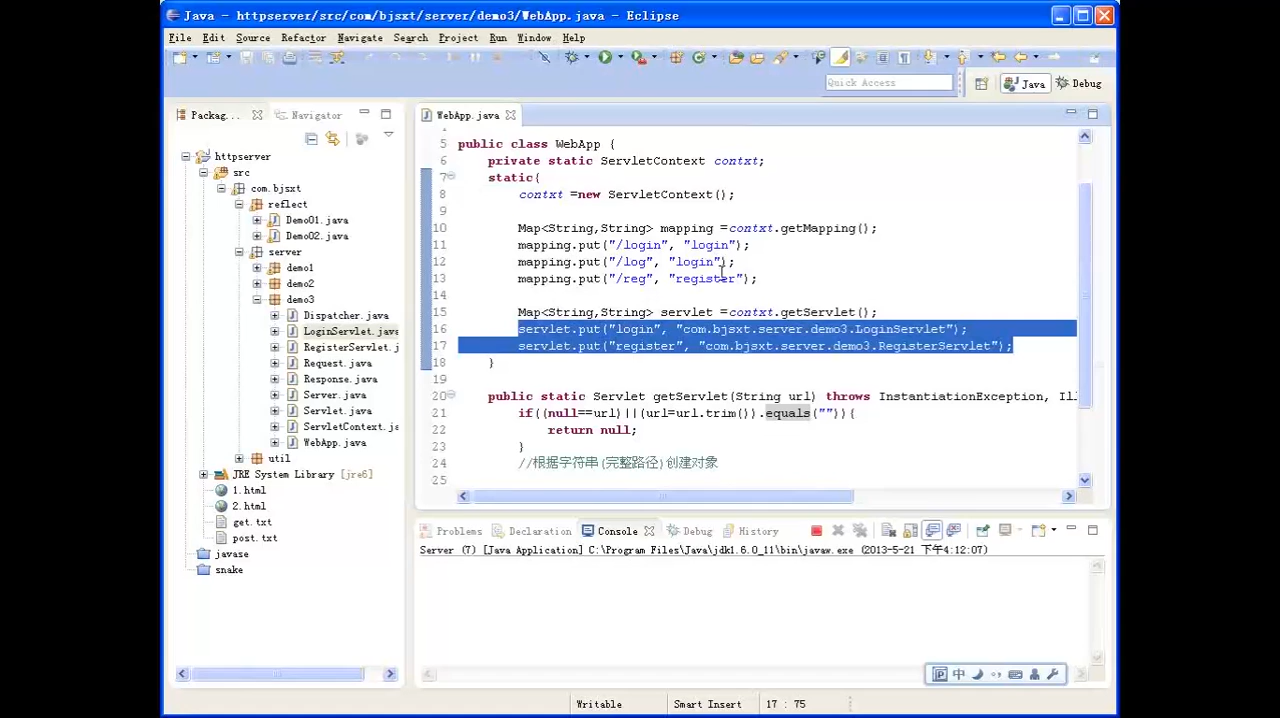 Java - httpserver/src/com/bjsxt/server/demo3/WebApp.java - Eclipse
File Edit Source Refactor Navigate Search Project Run Window Help
Quick Access
Java
Debug
Packag...
Navigator
WebApp.java
httpserver
src
com.bjsxt
reflect
Demo01.java
Demo02.java
server
demo1
demo2
demo3
Dispatcher.java
LoginServlet.java
RegisterServlet.j
Request.java
Response.java
Server.java
Servlet.java
ServletContext.ja
WebApp.java
util
JRE System Library [jre6]
1.html
2.html
get.txt
post.txt
javase
snake
5 public class WebApp {
6 private static ServletContext contxt;
7 static{
8 contxt =new ServletContext();
9
10 Map<String,String> mapping =contxt.getMapping();
11 mapping.put("/login", "login");
12 mapping.put("/log", "login");
13 mapping.put("/reg", "register");
14
15 Map<String,String> servlet =contxt.getServlet();
16 servlet.put("login", "com.bjsxt.server.demo3.LoginServlet");
17 servlet.put("register", "com.bjsxt.server.demo3.RegisterServlet");
18 }
19
20 public static Servlet getServlet(String url) throws InstantiationException, Ill
21 if((null==url)||(url=url.trim()).equals("")){
22 return null;
23 }
24 //根据字符串(完整路径)创建对象
25
Problems Declaration Console Debug History
Server (7) [Java Application] C:\Program Files\Java\jdk1.6.0_11\bin\javaw.exe (2013-5-21 下午4:12:07)
中
Writable
Smart Insert
17 : 75